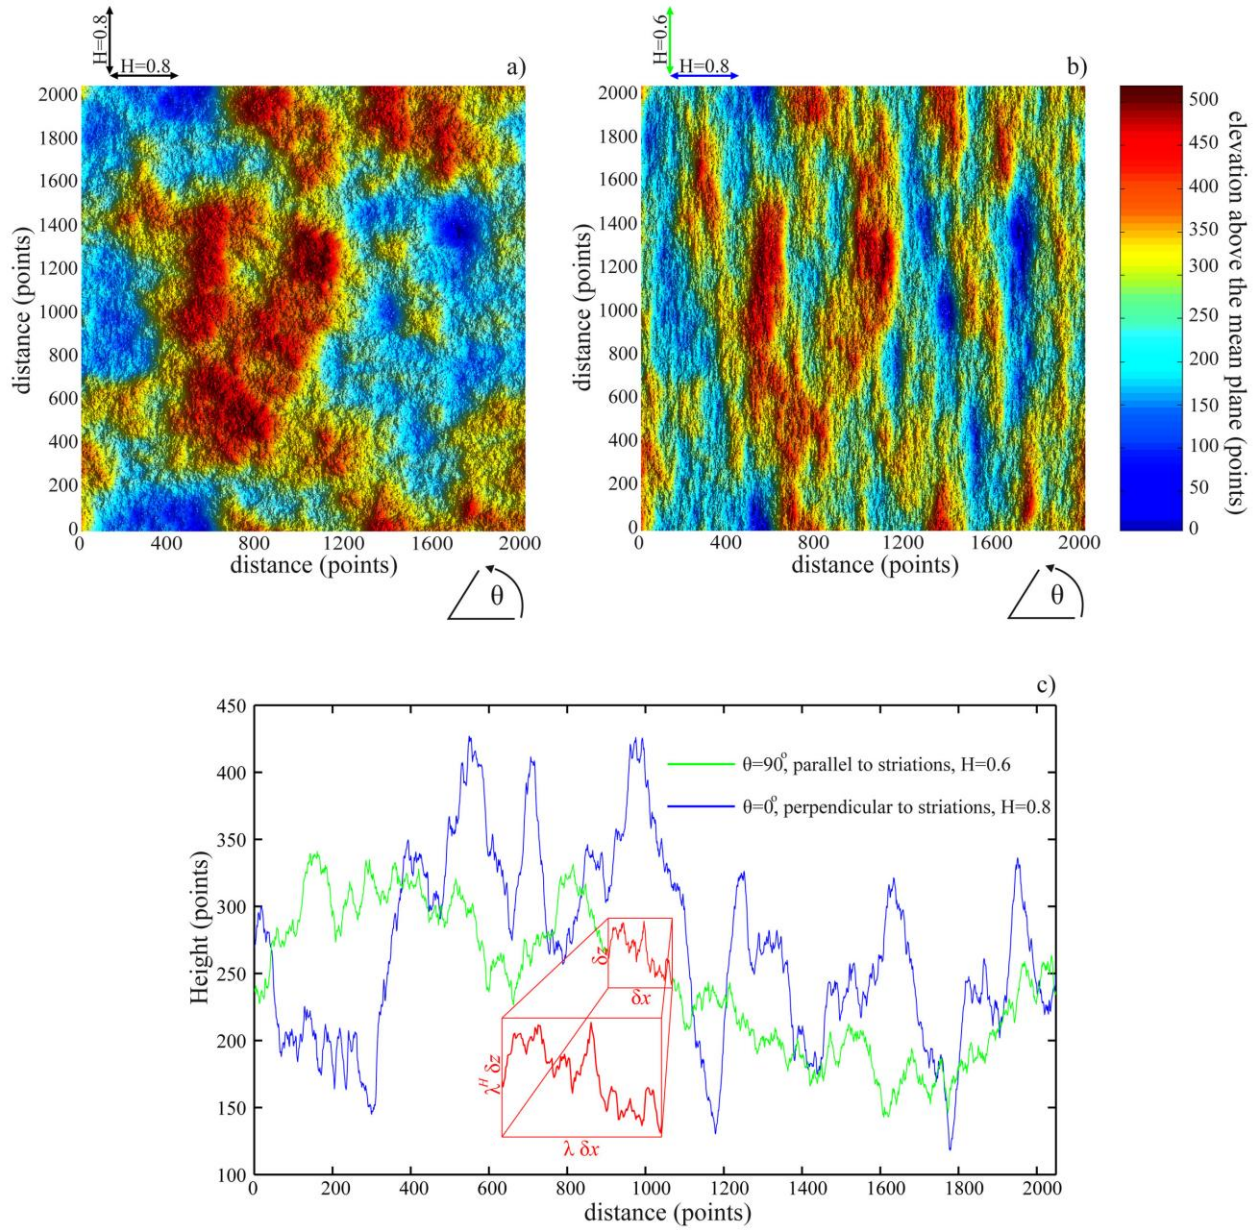 H=0.8
H=0.8
a)
2000
1800
1600
1400
1200
1000
800
600
400
200
0
distance (points)
0 400 800 1200 1600 2000
distance (points)
θ
H=0.6
H=0.8
b)
2000
1800
1600
1400
1200
1000
800
600
400
200
0
distance (points)
0 400 800 1200 1600 2000
distance (points)
θ
500
450
400
350
300
250
200
150
100
50
0
elevation above the mean plane (points)
c)
450
400
350
300
250
200
150
100
Height (points)
θ=90°, parallel to striations, H=0.6
θ=0°, perpendicular to striations, H=0.8
δz
δx
λᴴ δz
λ δx
0 200 400 600 800 1000 1200 1400 1600 1800 2000
distance (points)